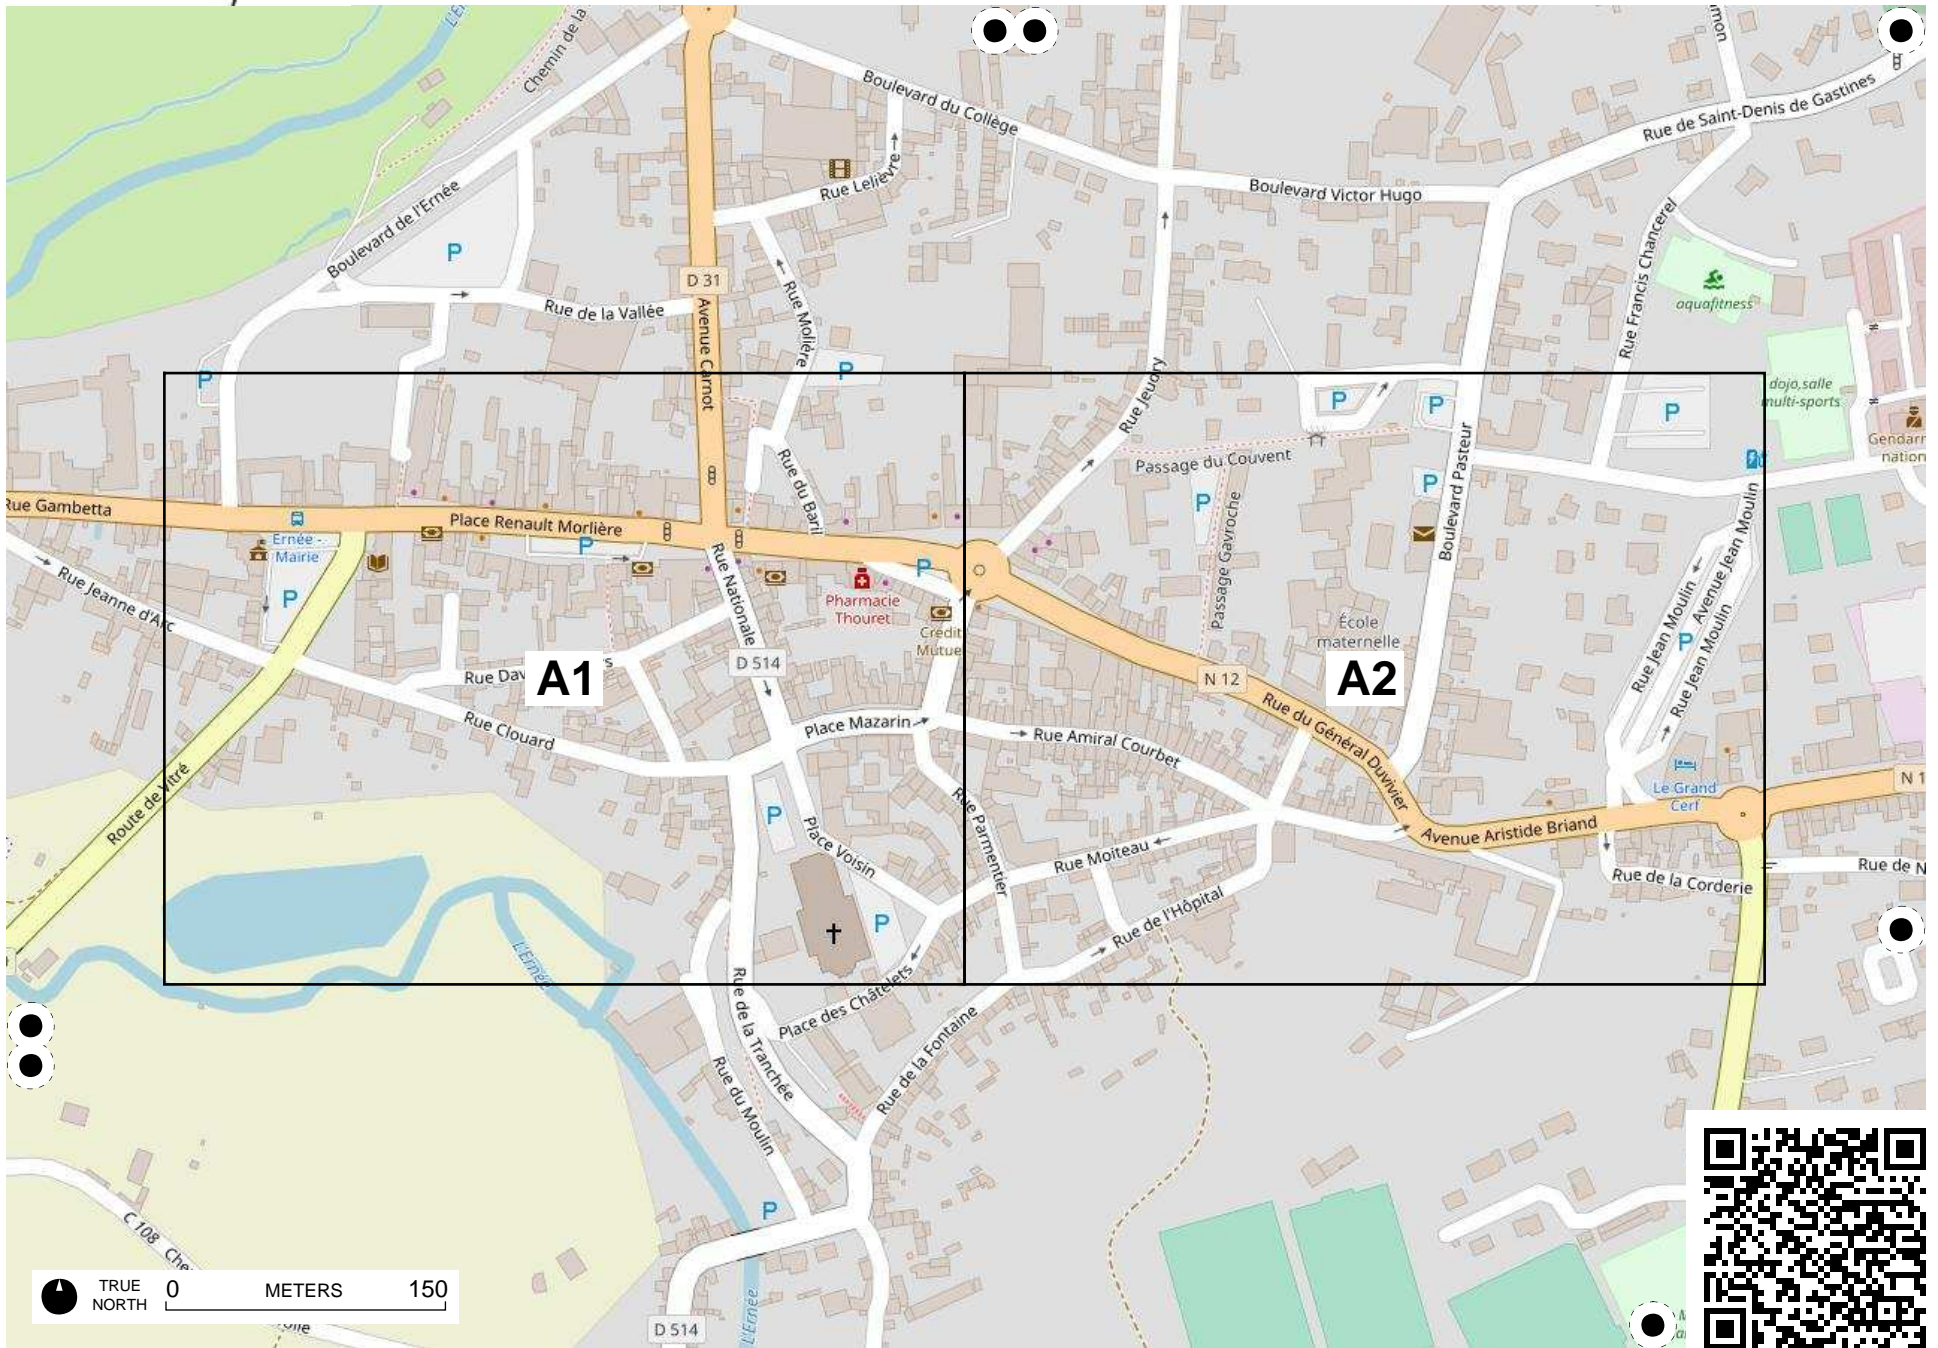 L'E
Chemin de la
Boulevard du Collège
Rue de Saint-Denis de Gastines
Boulevard de l'Ernée
Rue Lelièvre
Boulevard Victor Hugo
P
D 31
Rue Francis Chancerel
aquafitness
Rue de la Vallée
Avenue Carnot
Rue Molière
P
P
Rue Jeuory
P
P
P
dojo,salle
multi-sports
Gendarm
nation
Passage du Couvent
Boulevard Pasteur
Rue du Baril
P
P
Rue Gambetta
Place Renault Morlière
Passage Gavroche
Ernée -
Mairie
P
P
P
Rue Jeanne d'Arc
Rue Nationale
Pharmacie
Thouret
Crédit
Mutuel
École
maternelle
Rue Jean Moulin
Avenue Jean Moulin
P
Rue Jean Moulin
D 514
A1
A2
Rue Dav
s
N 12
Rue Clouard
Place Mazarin
Rue Amiral Courbet
Rue du Général Duvivier
Route de Vitré
P
Le Grand
Cerf
N 1
Avenue Aristide Briand
Place Voisin
Rue Parmentier
Rue Moiteau
Rue de la Corderie
Rue de N
P
Rue de l'Hôpital
L'Ernée
Rue de la Tranchée
Place des Châtelets
Rue de la Fontaine
Rue du Moulin
P
C 108
Che
TRUE
NORTH
0
METERS
150
D 514
L'Ernée